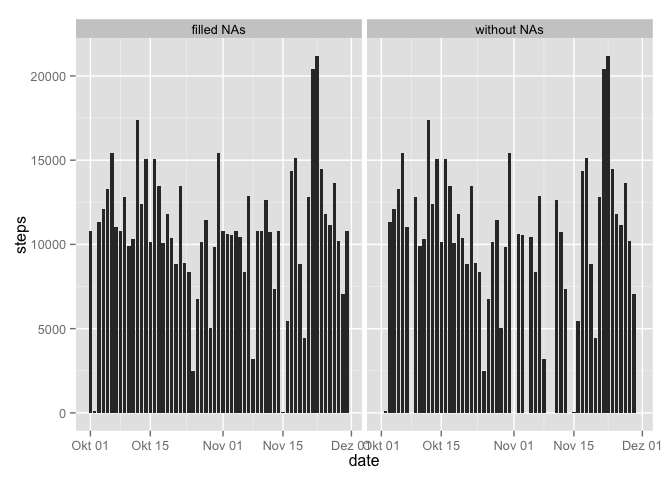 filled NAs
without NAs
20000
15000
10000
5000
0
steps
Okt 01
Okt 15
Nov 01
Nov 15
Dez 01
Okt 01
Okt 15
Nov 01
Nov 15
Dez 01
date